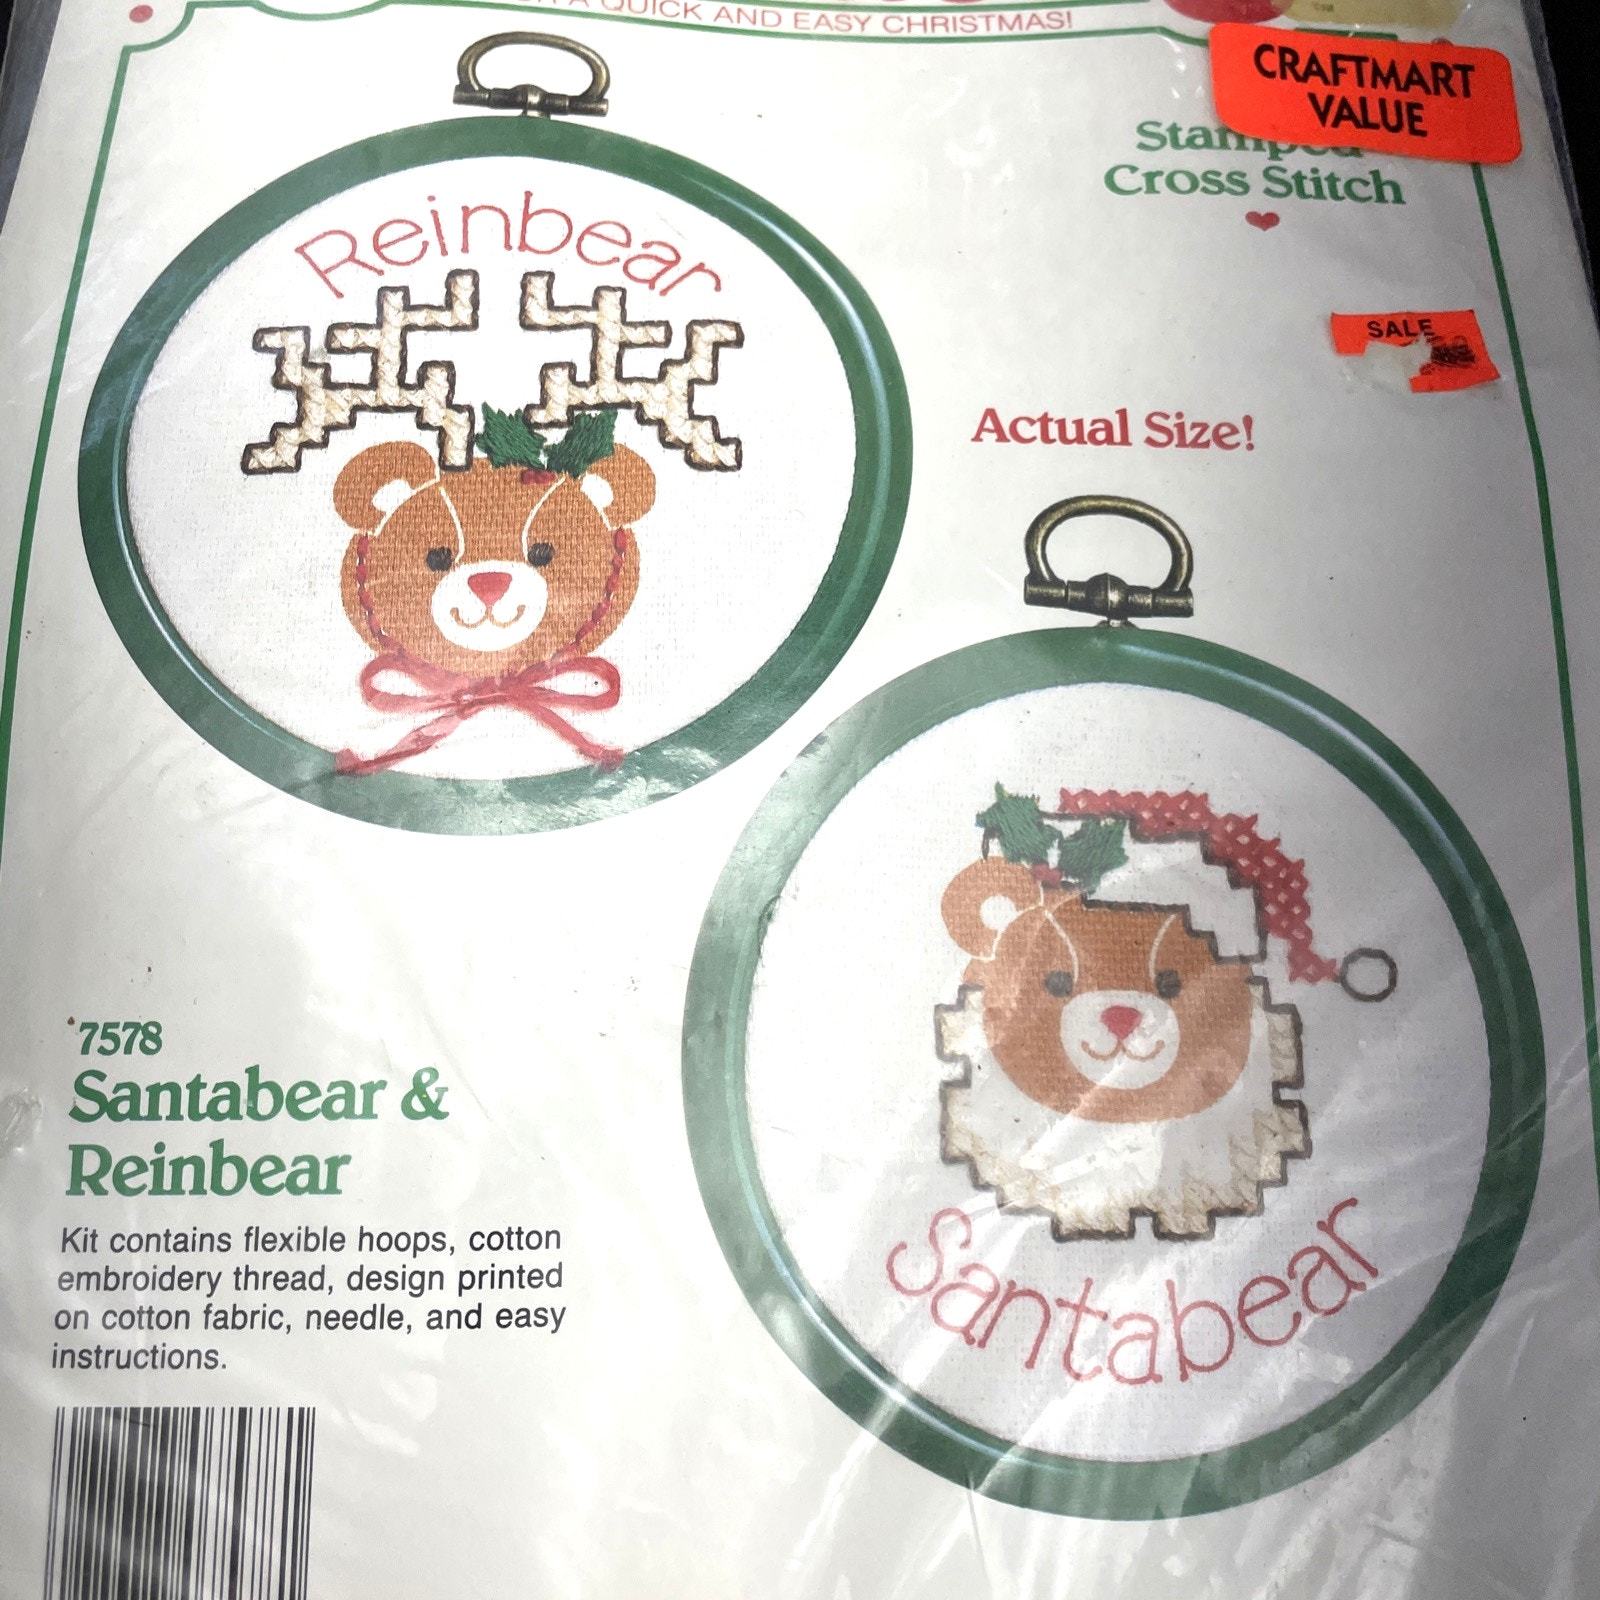 A QUICK AND EASY CHRISTMAS!
CRAFTMART
VALUE
Stamped
Cross Stitch
SALE
Reinbear
Actual Size!
7578
Santabear &
Reinbear
Kit contains flexible hoops, cotton
embroidery thread, design printed
on cotton fabric, needle, and easy
instructions.
Santabear